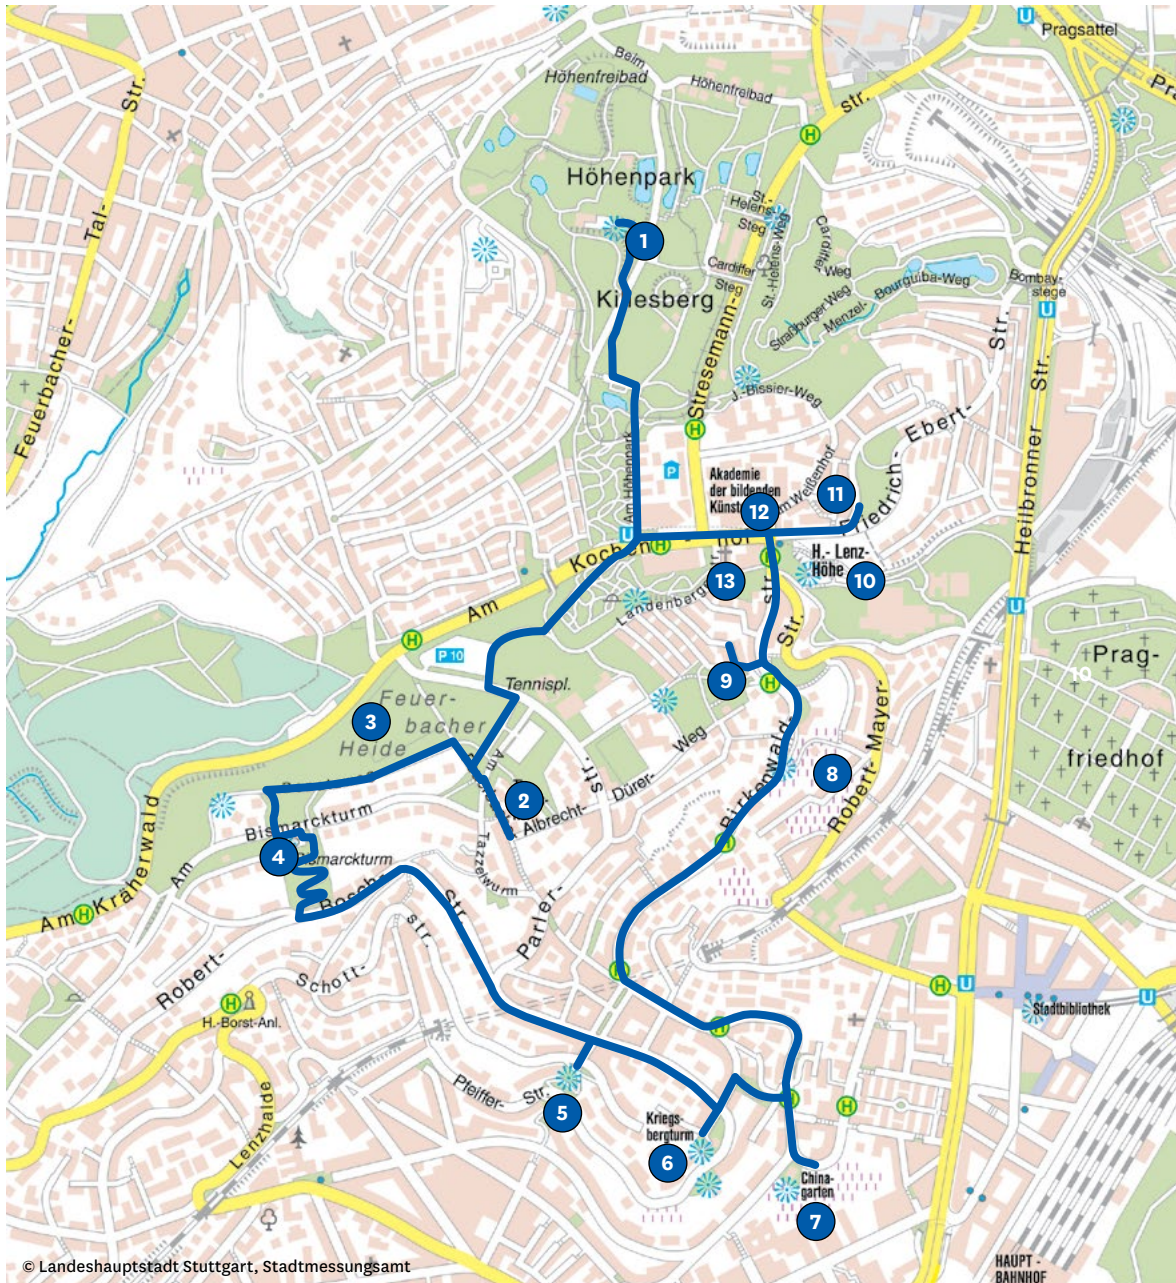 Pragsattel
Beim
Höhenfreibad
Höhenfreibad
str.
Tal-
Str.
Feuerbacher-
Höhenpark
1
Killesberg
St.-
Helens-
Steg
St.-Helens-Weg
Cardiffer
Weg
Cardiffer
Steg
Straßburger Weg
Menzel-
Bourguiba-Weg
Bombay-
stege
Stresemann-
J.-Bissier-Weg
Heilbronner Str.
Friedrich-Ebert-
Str.
Am Höhenpark
P
Akademie
der bildenden
12
11
13
10
H.- Lenz-
Höhe
Am
Kochenhof
Landenberger
str.
Str.
P 10
Tennispl.
Feuer-
bacher
Heide
3
9
8
2
Weg
Dürer-
Albrecht-
str.
Parler-
Birkenwald-
Robert-Mayer-
Prag-
friedhof
Bismarckturm
4
Bismarckturm
Am
Am Kräherwald
Tazzelwurm
Robert-
Bosch-
Str.
Schott-
str.
H.-Borst-Anl.
Lenzhalde
Pfeiffer-
Str.
5
Kriegs-
bergturm
6
China-
garten
7
Stadtbibliothek
HAUPT -
BAHNHOF
© Landeshauptstadt Stuttgart, Stadtmessungsamt